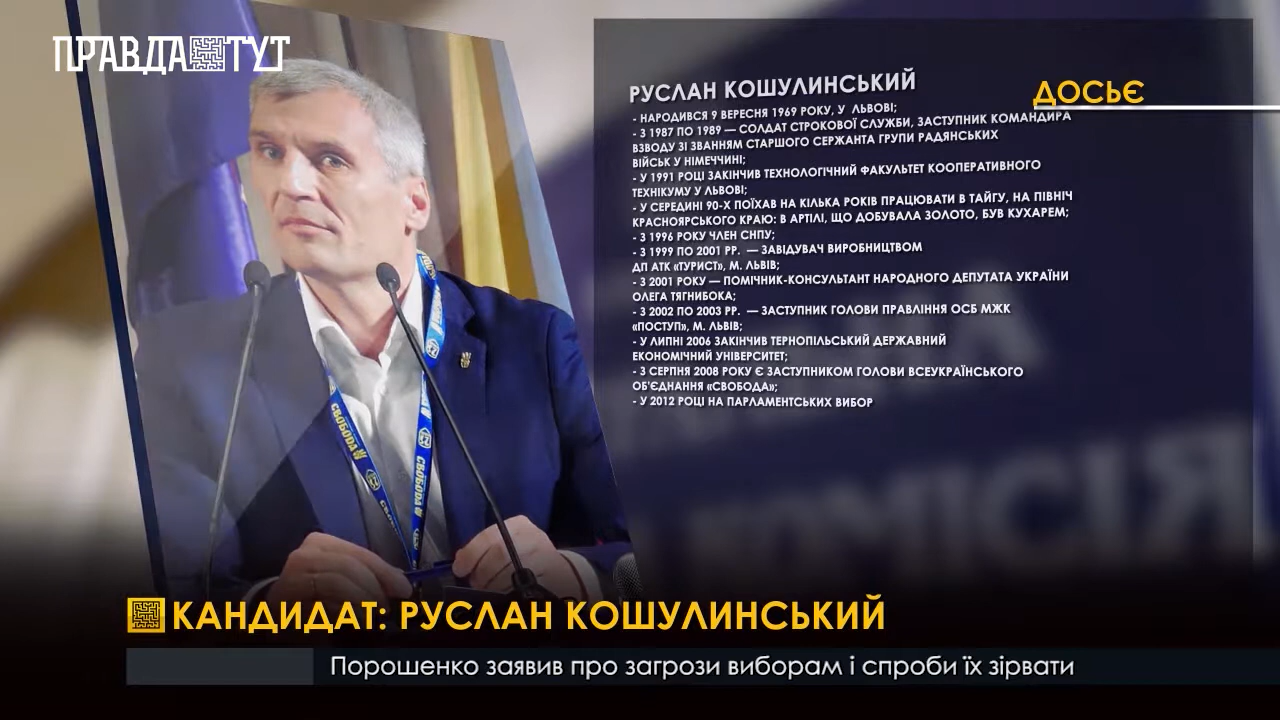 ПРАВДА ТУТ
ДОСЬЄ
РУСЛАН КОШУЛИНСЬКИЙ
- НАРОДИВСЯ 9 ВЕРЕСНЯ 1969 РОКУ, У ЛЬВОВІ;
- З 1987 ПО 1989 — СОЛДАТ СТРОКОВОЇ СЛУЖБИ, ЗАСТУПНИК КОМАНДИРА
ВЗВОДУ ЗІ ЗВАННЯМ СТАРШОГО СЕРЖАНТА ГРУПИ РАДЯНСЬКИХ
ВІЙСЬК У НІМЕЧЧИНІ;
- У 1991 РОЦІ ЗАКІНЧИВ ТЕХНОЛОГІЧНИЙ ФАКУЛЬТЕТ КООПЕРАТИВНОГО
ТЕХНІКУМУ У ЛЬВОВІ;
- У СЕРЕДИНІ 90-Х ПОЇХАВ НА КІЛЬКА РОКІВ ПРАЦЮВАТИ В ТАЙГУ, НА ПІВНІЧ
КРАСНОЯРСЬКОГО КРАЮ: В АРТІЛІ, ЩО ДОБУВАЛА ЗОЛОТО, БУВ КУХАРЕМ;
- З 1996 РОКУ ЧЛЕН СНПУ;
- З 1999 ПО 2001 РР. — ЗАВІДУВАЧ ВИРОБНИЦТВОМ
ДП АТК «ТУРИСТ», М. ЛЬВІВ;
- З 2001 РОКУ — ПОМІЧНИК-КОНСУЛЬТАНТ НАРОДНОГО ДЕПУТАТА УКРАЇНИ
ОЛЕГА ТЯГНИБОКА;
- З 2002 ПО 2003 РР. — ЗАСТУПНИК ГОЛОВИ ПРАВЛІННЯ ОСБ МЖК
«ПОСТУП», М. ЛЬВІВ;
- У ЛИПНІ 2006 ЗАКІНЧИВ ТЕРНОПІЛЬСЬКИЙ ДЕРЖАВНИЙ
ЕКОНОМІЧНИЙ УНІВЕРСИТЕТ;
- З СЕРПНЯ 2008 РОКУ Є ЗАСТУПНИКОМ ГОЛОВИ ВСЕУКРАЇНСЬКОГО
ОБ'ЄДНАННЯ «СВОБОДА»;
- У 2012 РОЦІ НА ПАРЛАМЕНТСЬКИХ ВИБОР
СВОБОДА
СВОБОДА
КОМІСІЯ
КАНДИДАТ: РУСЛАН КОШУЛИНСЬКИЙ
Порошенко заявив про загрози виборам і спроби їх зірвати